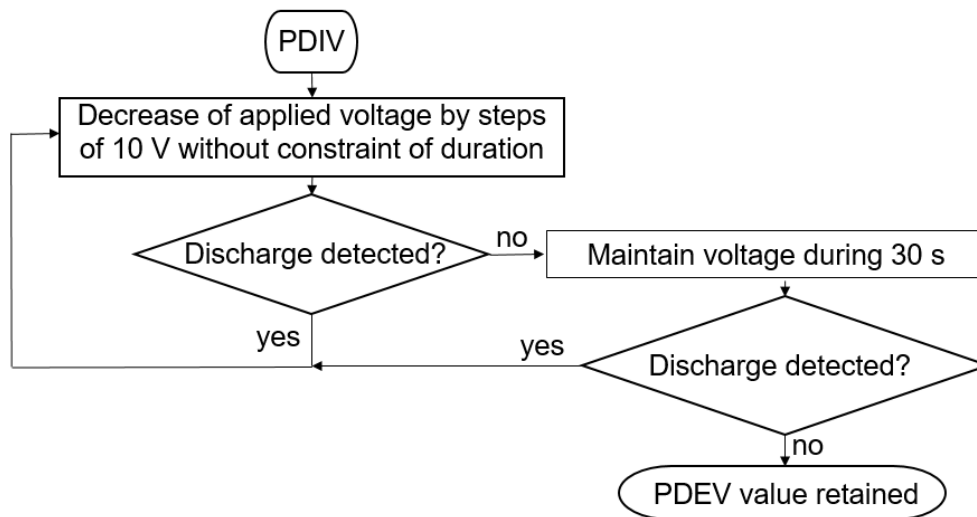 PDIV
Decrease of applied voltage by steps
of 10 V without constraint of duration
Discharge detected?
no
Maintain voltage during 30 s
yes
yes
Discharge detected?
no
PDEV value retained